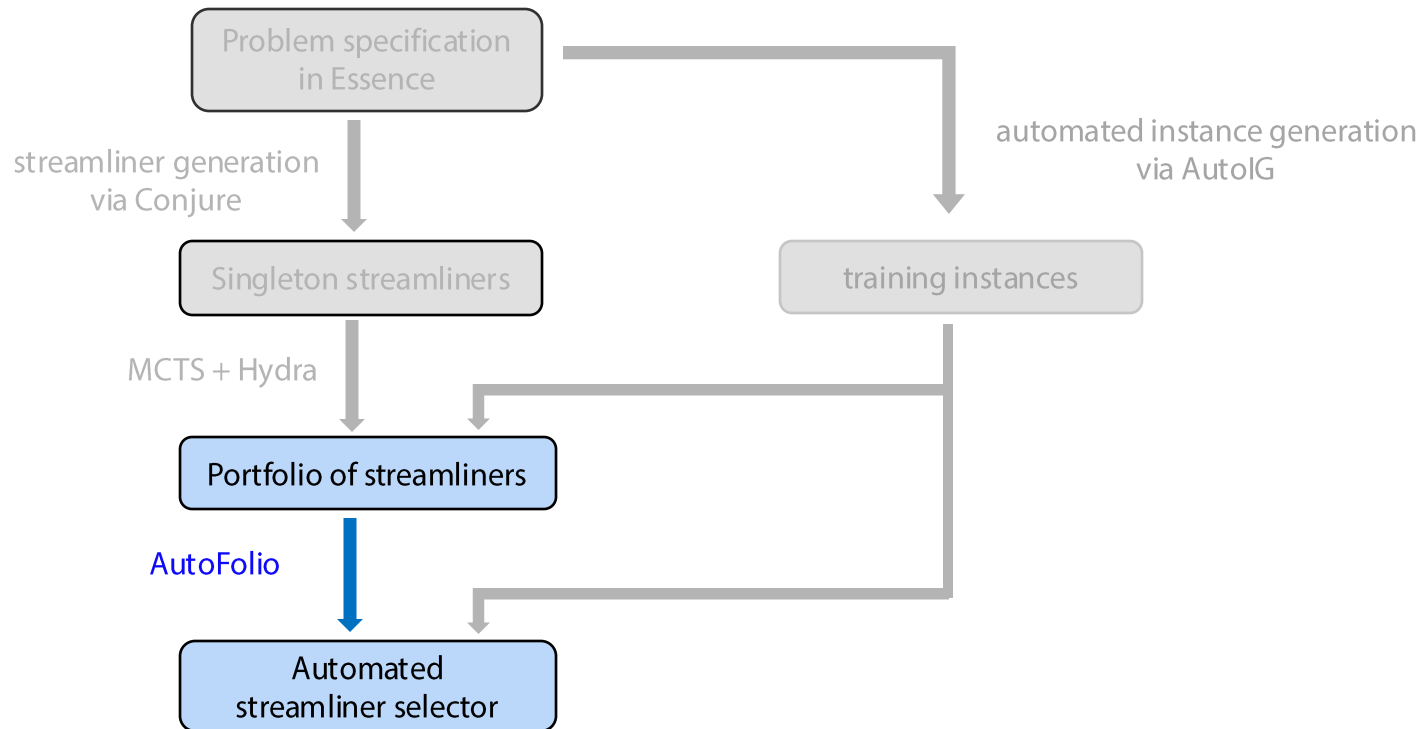 Problem specification
in Essence
automated instance generation
via AutoIG
streamliner generation
via Conjure
Singleton streamliners
training instances
MCTS + Hydra
Portfolio of streamliners
AutoFolio
Automated
streamliner selector